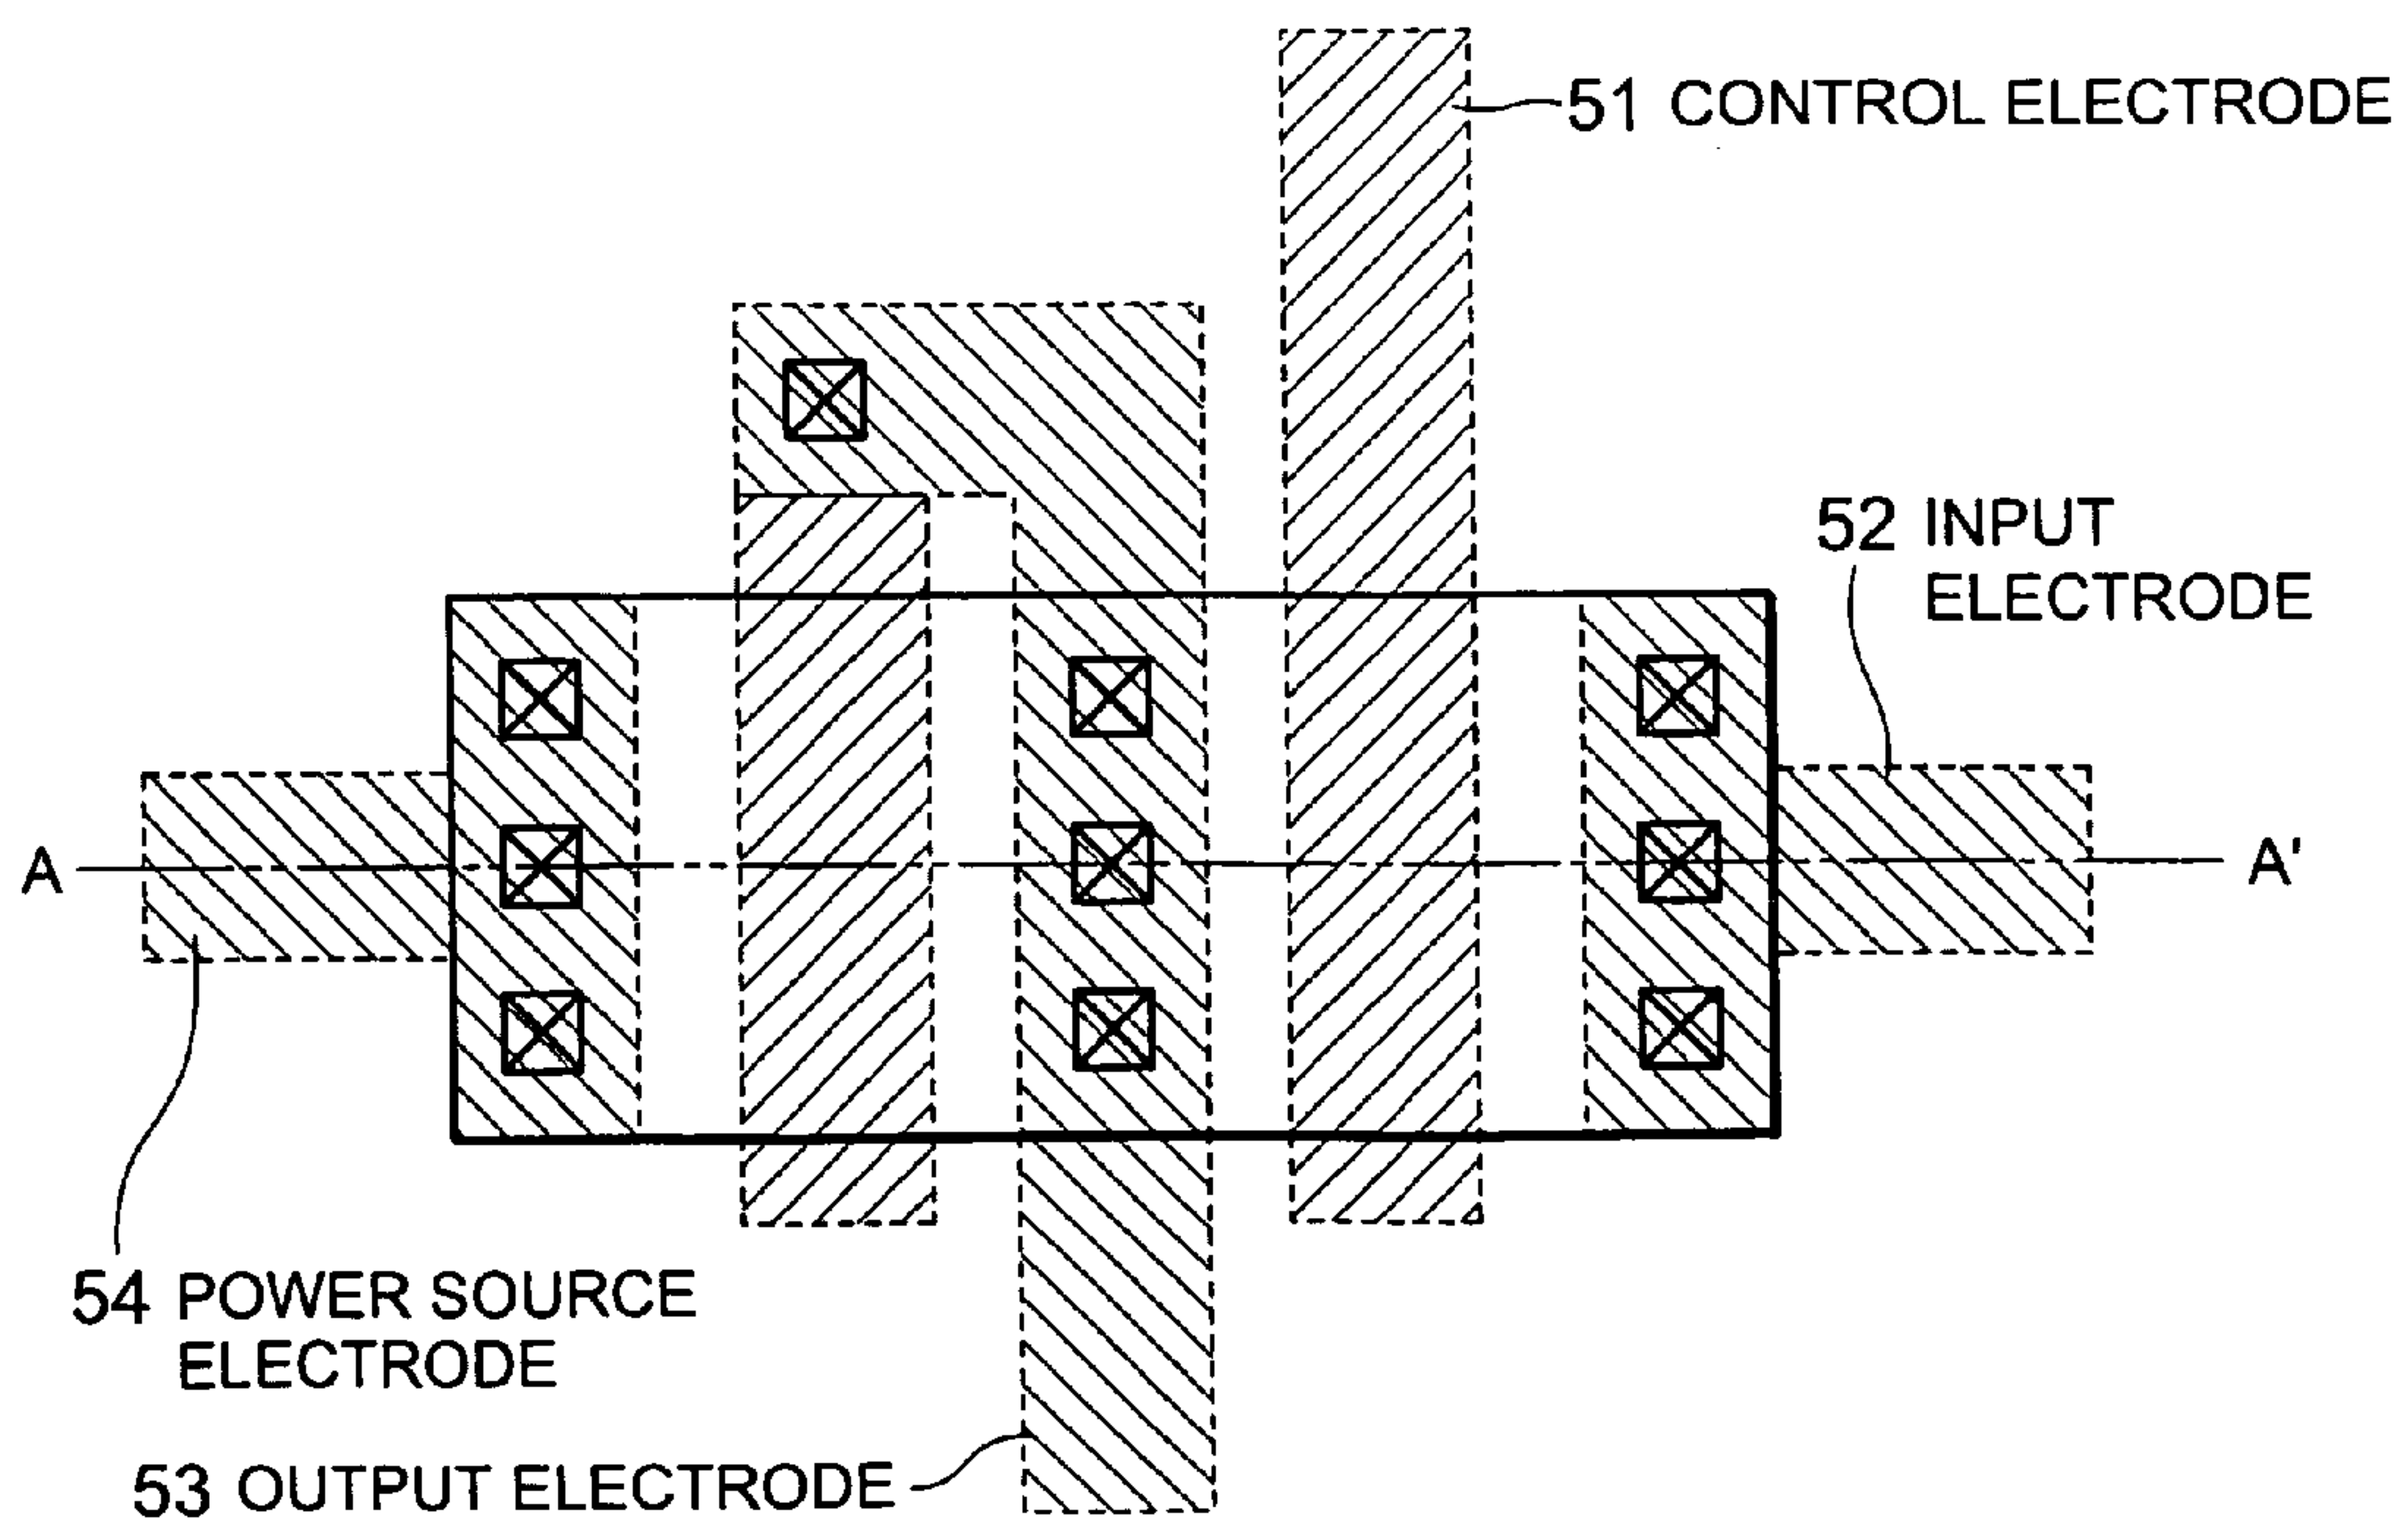 51 CONTROL ELECTRODE
52 INPUT
ELECTRODE
A
A'
54 POWER SOURCE
ELECTRODE
53 OUTPUT ELECTRODE